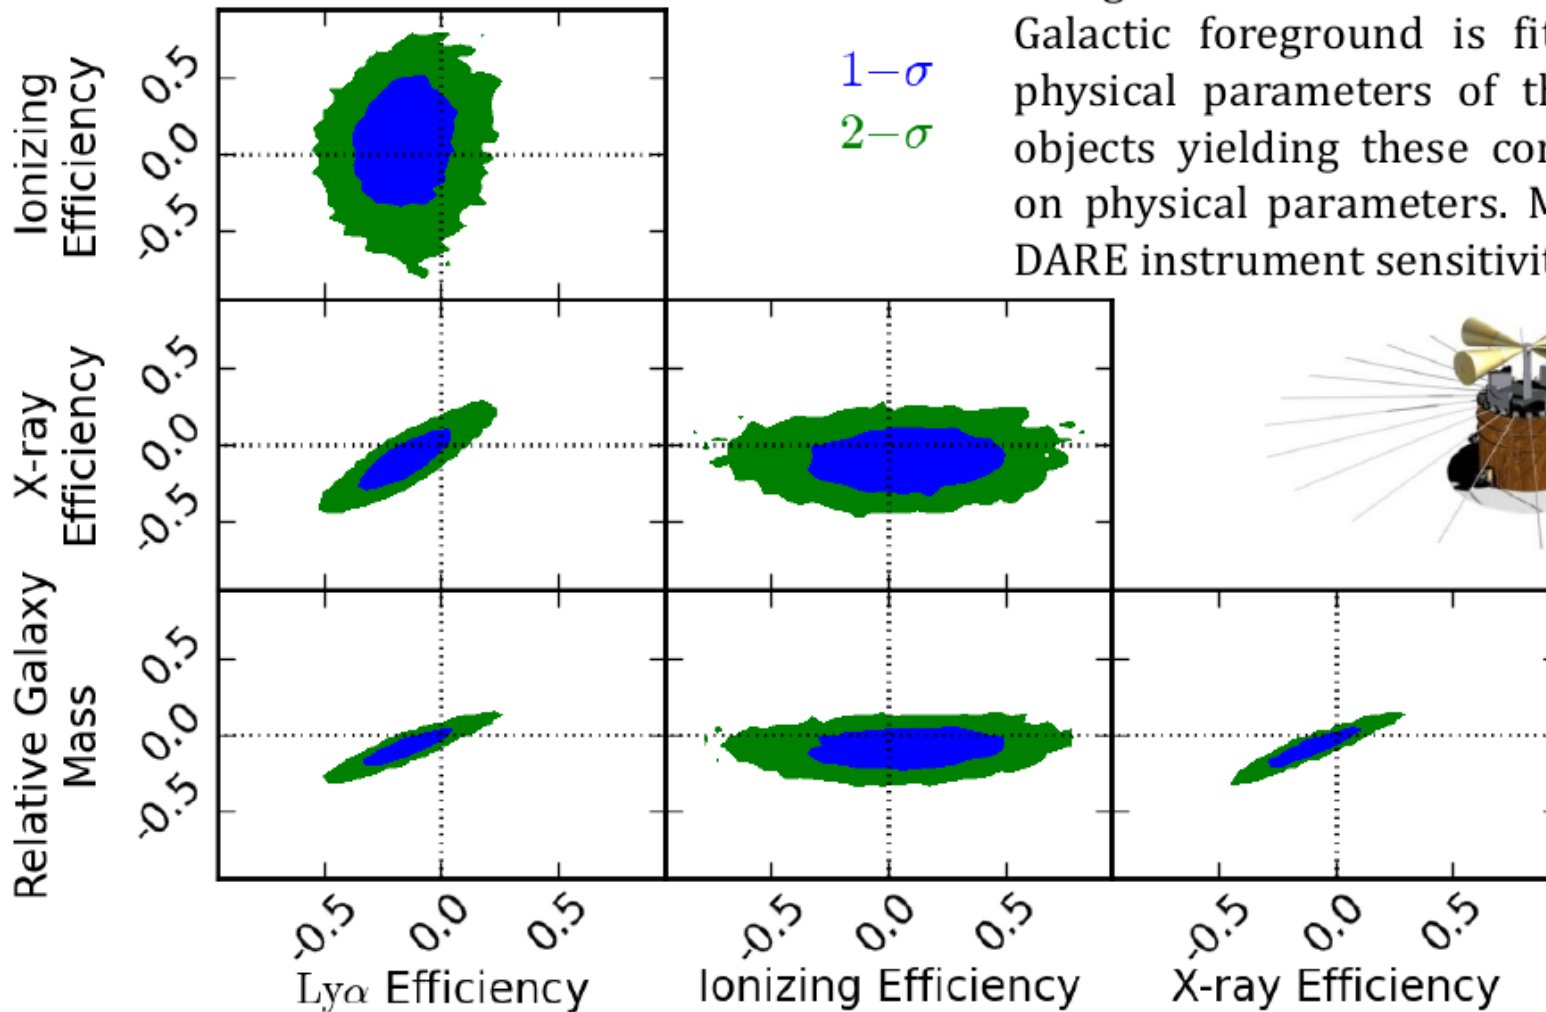 Galactic foreground is fit
physical parameters of th
objects yielding these con
on physical parameters. M
DARE instrument sensitivit
1−σ
2−σ
Ionizing
Efficiency
0.5
0.0
-0.5
X-ray
Efficiency
0.5
0.0
-0.5
Relative Galaxy
Mass
0.5
0.0
-0.5
-0.5 0.0 0.5 -0.5 0.0 0.5 -0.5 0.0 0.5
Lyα Efficiency Ionizing Efficiency X-ray Efficiency